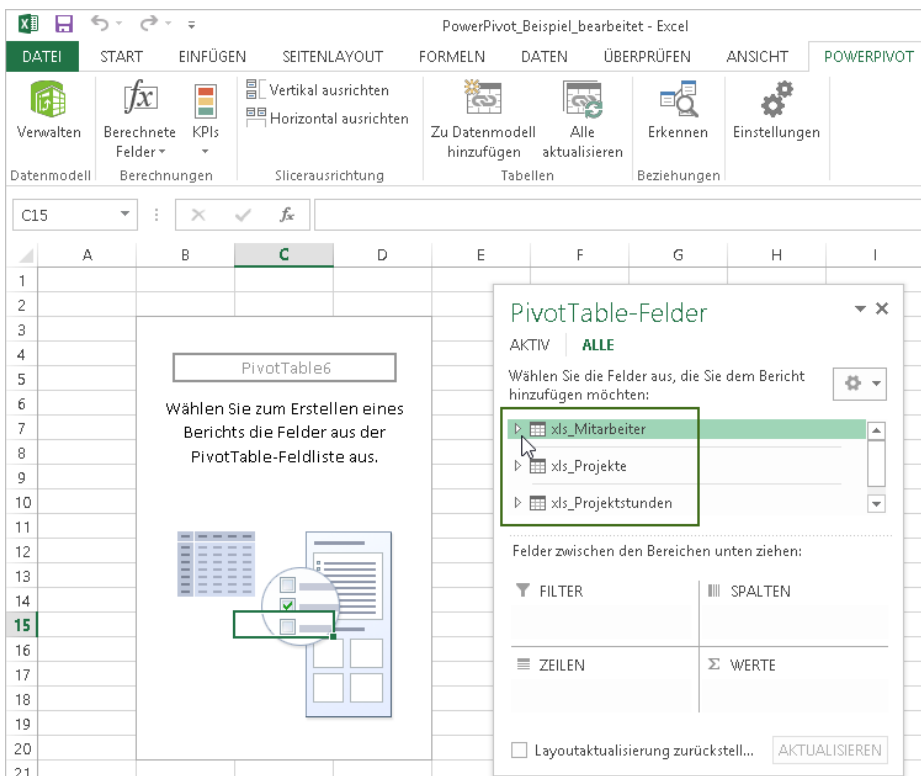 PowerPivot_Beispiel_bearbeitet - Excel
DATEI START EINFÜGEN SEITENLAYOUT FORMELN DATEN ÜBERPRÜFEN ANSICHT POWERPIVOT
Verwalten
Datenmodell
Berechnete
Felder
KPIs
Berechnungen
Vertikal ausrichten
Horizontal ausrichten
Slicerausrichtung
Zu Datenmodell
hinzufügen
Alle
aktualisieren
Tabellen
Erkennen
Beziehungen
Einstellungen
C15
fx
A B C D E F G H I
1
2
3
4
5
6
7
8
9
10
11
12
13
14
15
16
17
18
19
20
21
PivotTable6
Wählen Sie zum Erstellen eines
Berichts die Felder aus der
PivotTable-Feldliste aus.
PivotTable-Felder
AKTIV ALLE
Wählen Sie die Felder aus, die Sie dem Bericht
hinzufügen möchten:
xls_Mitarbeiter
xls_Projekte
xls_Projektstunden
Felder zwischen den Bereichen unten ziehen:
FILTER
SPALTEN
ZEILEN
Σ WERTE
Layoutaktualisierung zurückstell... AKTUALISIEREN